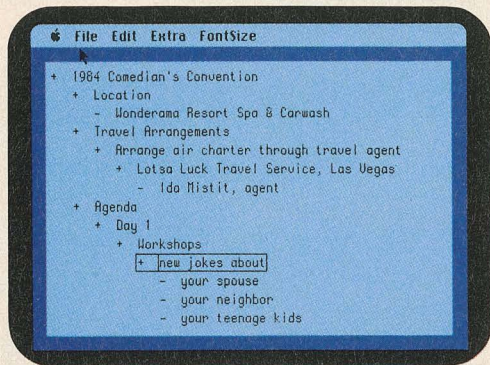 File Edit Extra FontSize
+ 1984 Comedian's Convention
+ Location
- Wonderama Resort Spa & Carwash
+ Travel Arrangements
+ Arrange air charter through travel agent
+ Lotsa Luck Travel Service, Las Vegas
- Ida Mistit, agent
+ Agenda
+ Day 1
+ Workshops
+ new jokes about
- your spouse
- your neighbor
- your teenage kids